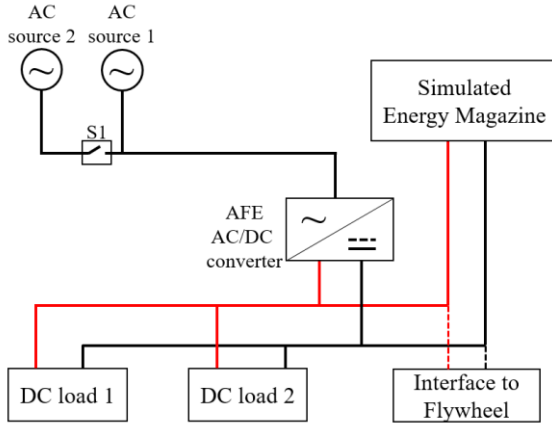 AC
source 2
AC
source 1
S1
Simulated
Energy Magazine
AFE
AC/DC
converter
DC load 1
DC load 2
Interface to
Flywheel